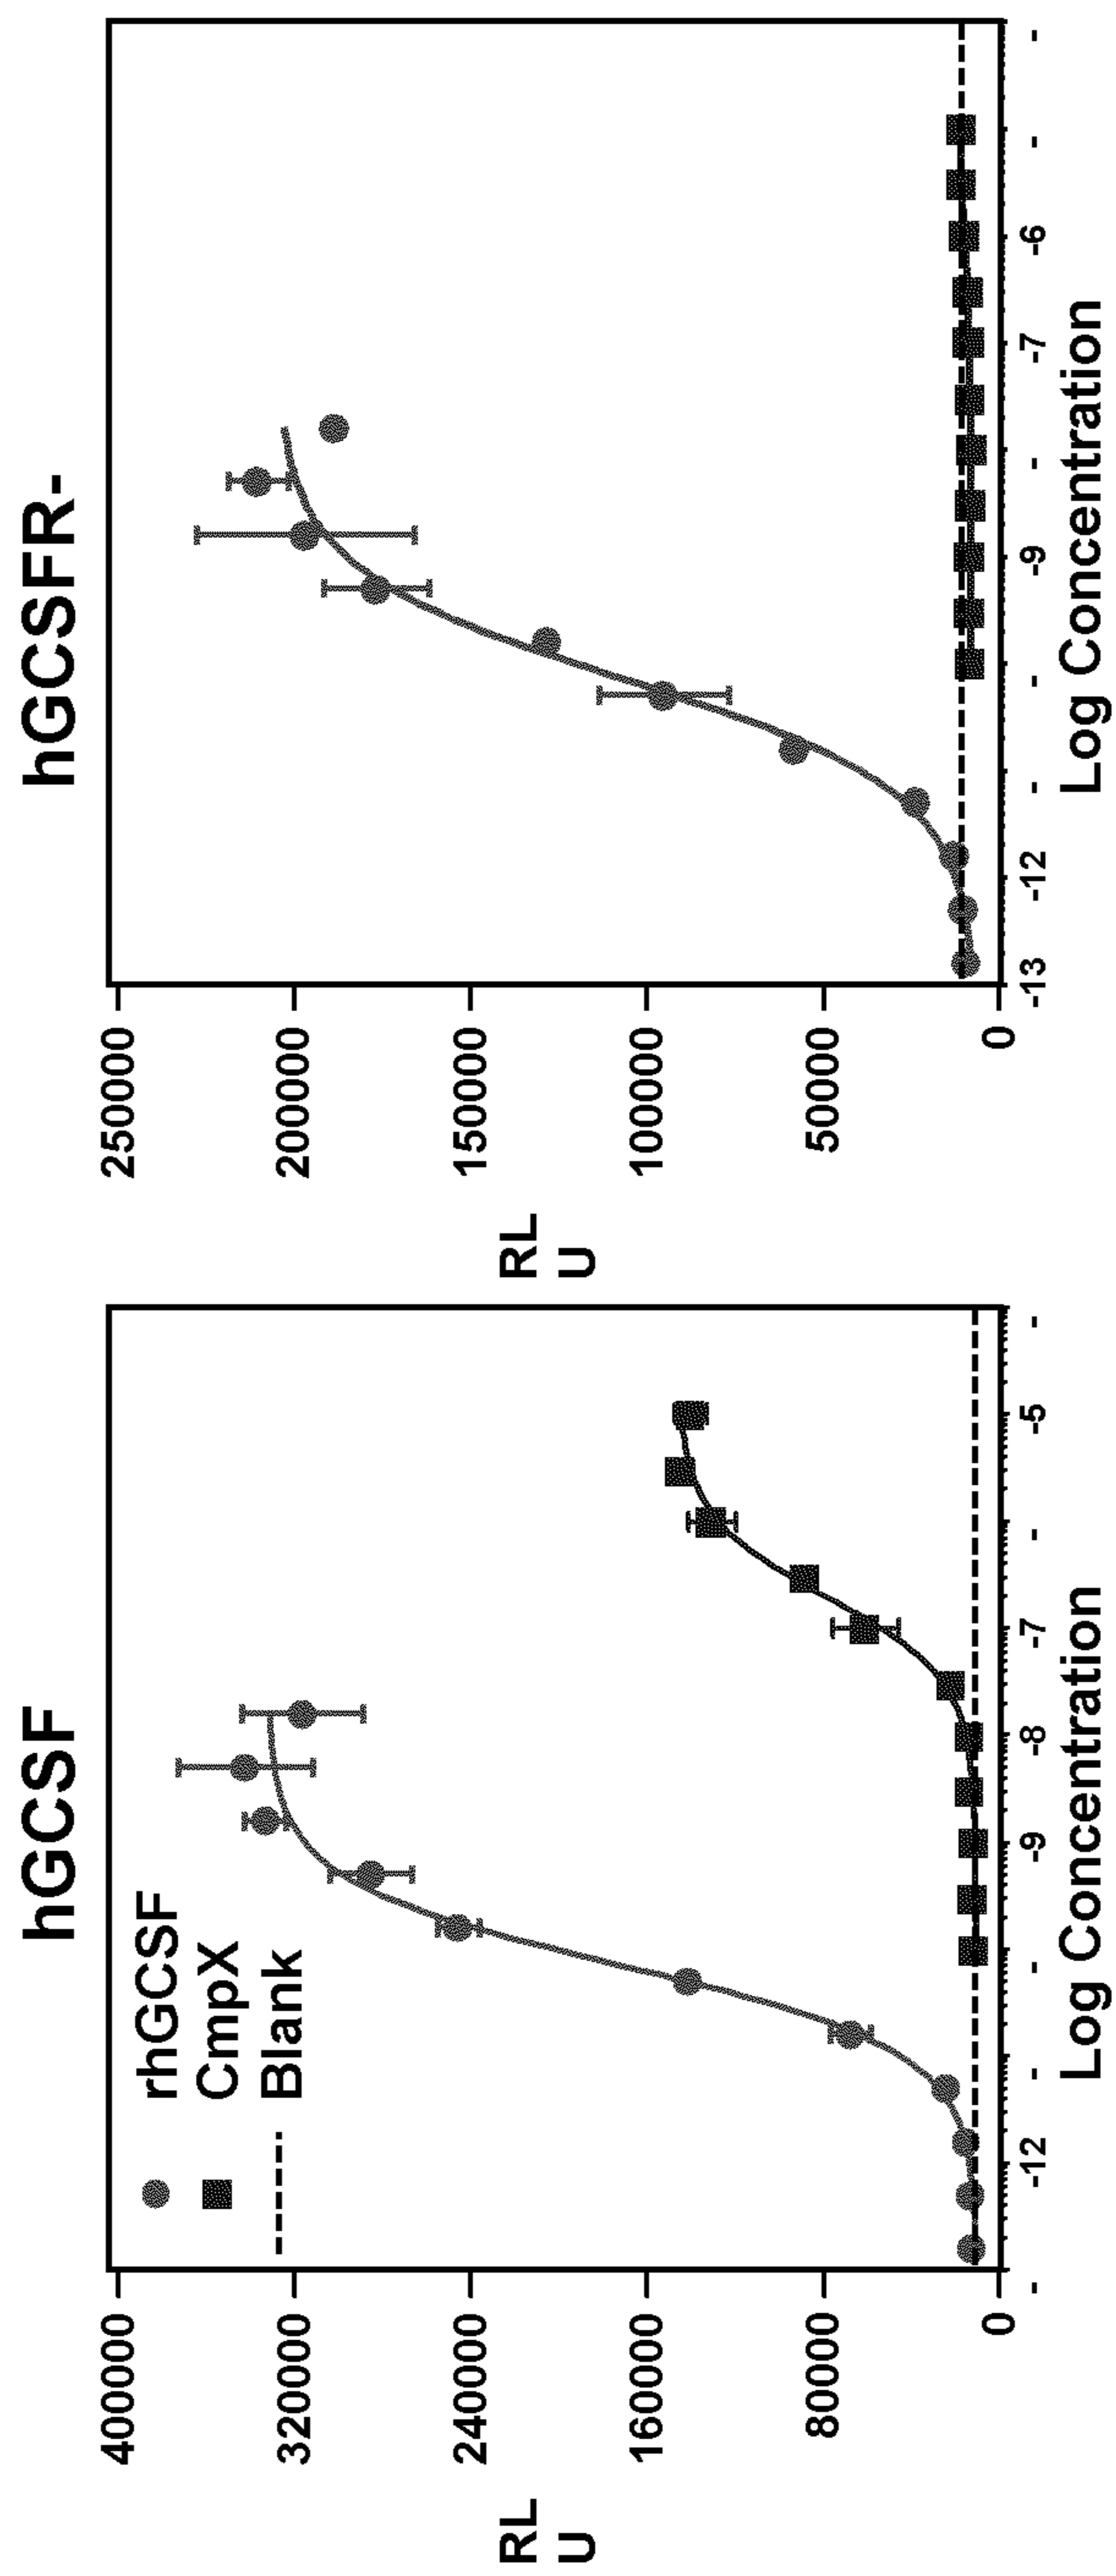 hGCSF
rhGCSF
CmpX
Blank
400000
320000
240000
160000
80000
0
RL
U
- -12 - - -9 -8 -7 - -5 -
Log Concentration
hGCSFR-
250000
200000
150000
100000
50000
0
RL
U
-13 -12 - - -9 - -7 -6 - -
Log Concentration